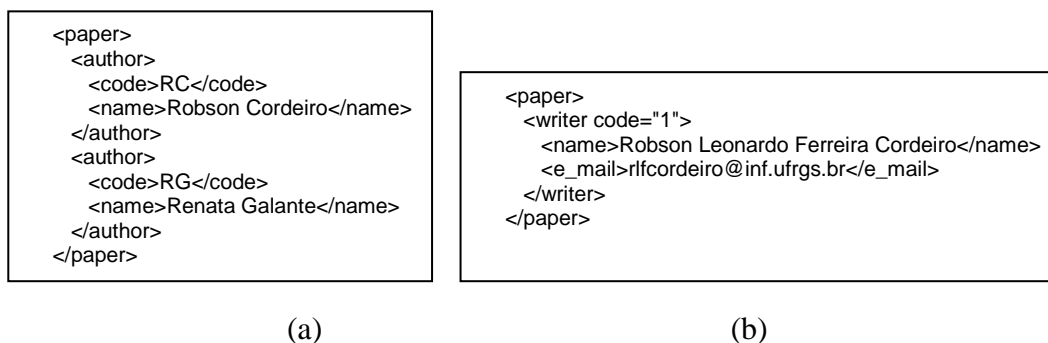 <paper>
<author>
<code>RC</code>
<name>Robson Cordeiro</name>
</author>
<author>
<code>RG</code>
<name>Renata Galante</name>
</author>
</paper>
(a)
<paper>
<writer code="1">
<name>Robson Leonardo Ferreira Cordeiro</name>
<e_mail>rlfcordeiro@inf.ufrgs.br</e_mail>
</writer>
</paper>
(b)